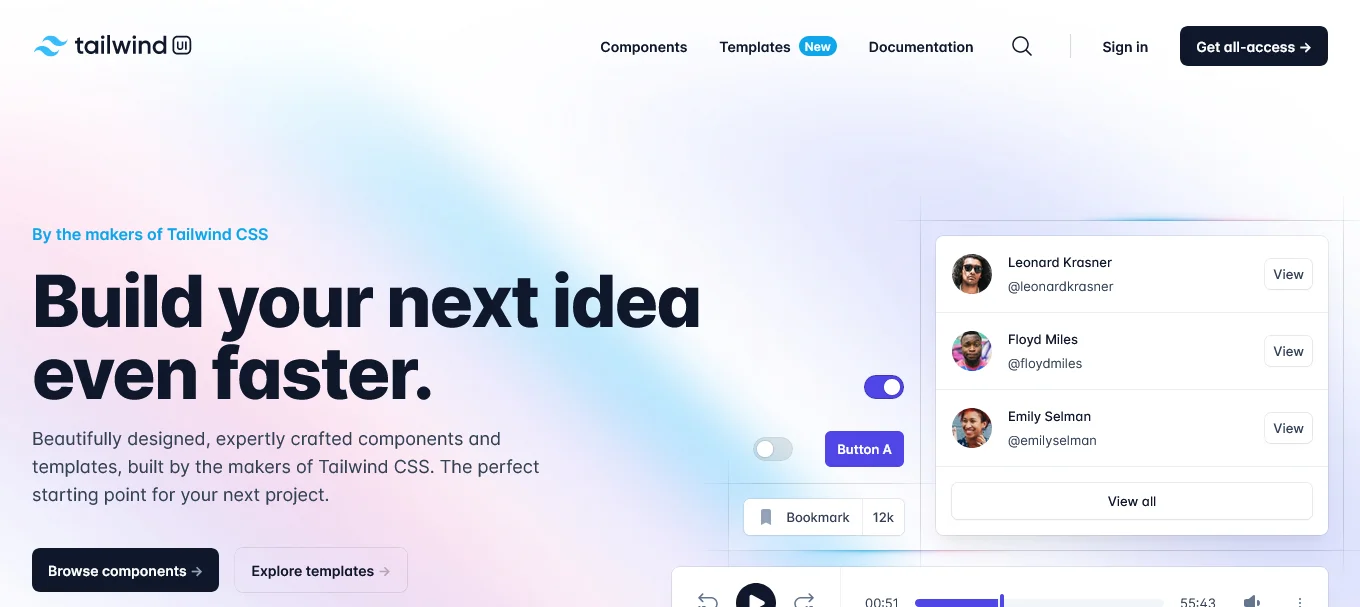 tailwind UI
Components
Templates New
Documentation
Sign in
Get all-access →
By the makers of Tailwind CSS
Build your next idea
even faster.
Beautifully designed, expertly crafted components and
templates, built by the makers of Tailwind CSS. The perfect
starting point for your next project.
Browse components →
Explore templates →
Leonard Krasner
@leonardkrasner
View
Floyd Miles
@floydmiles
View
Emily Selman
@emilyselman
View
View all
Button A
Bookmark 12k
00:51
55:43